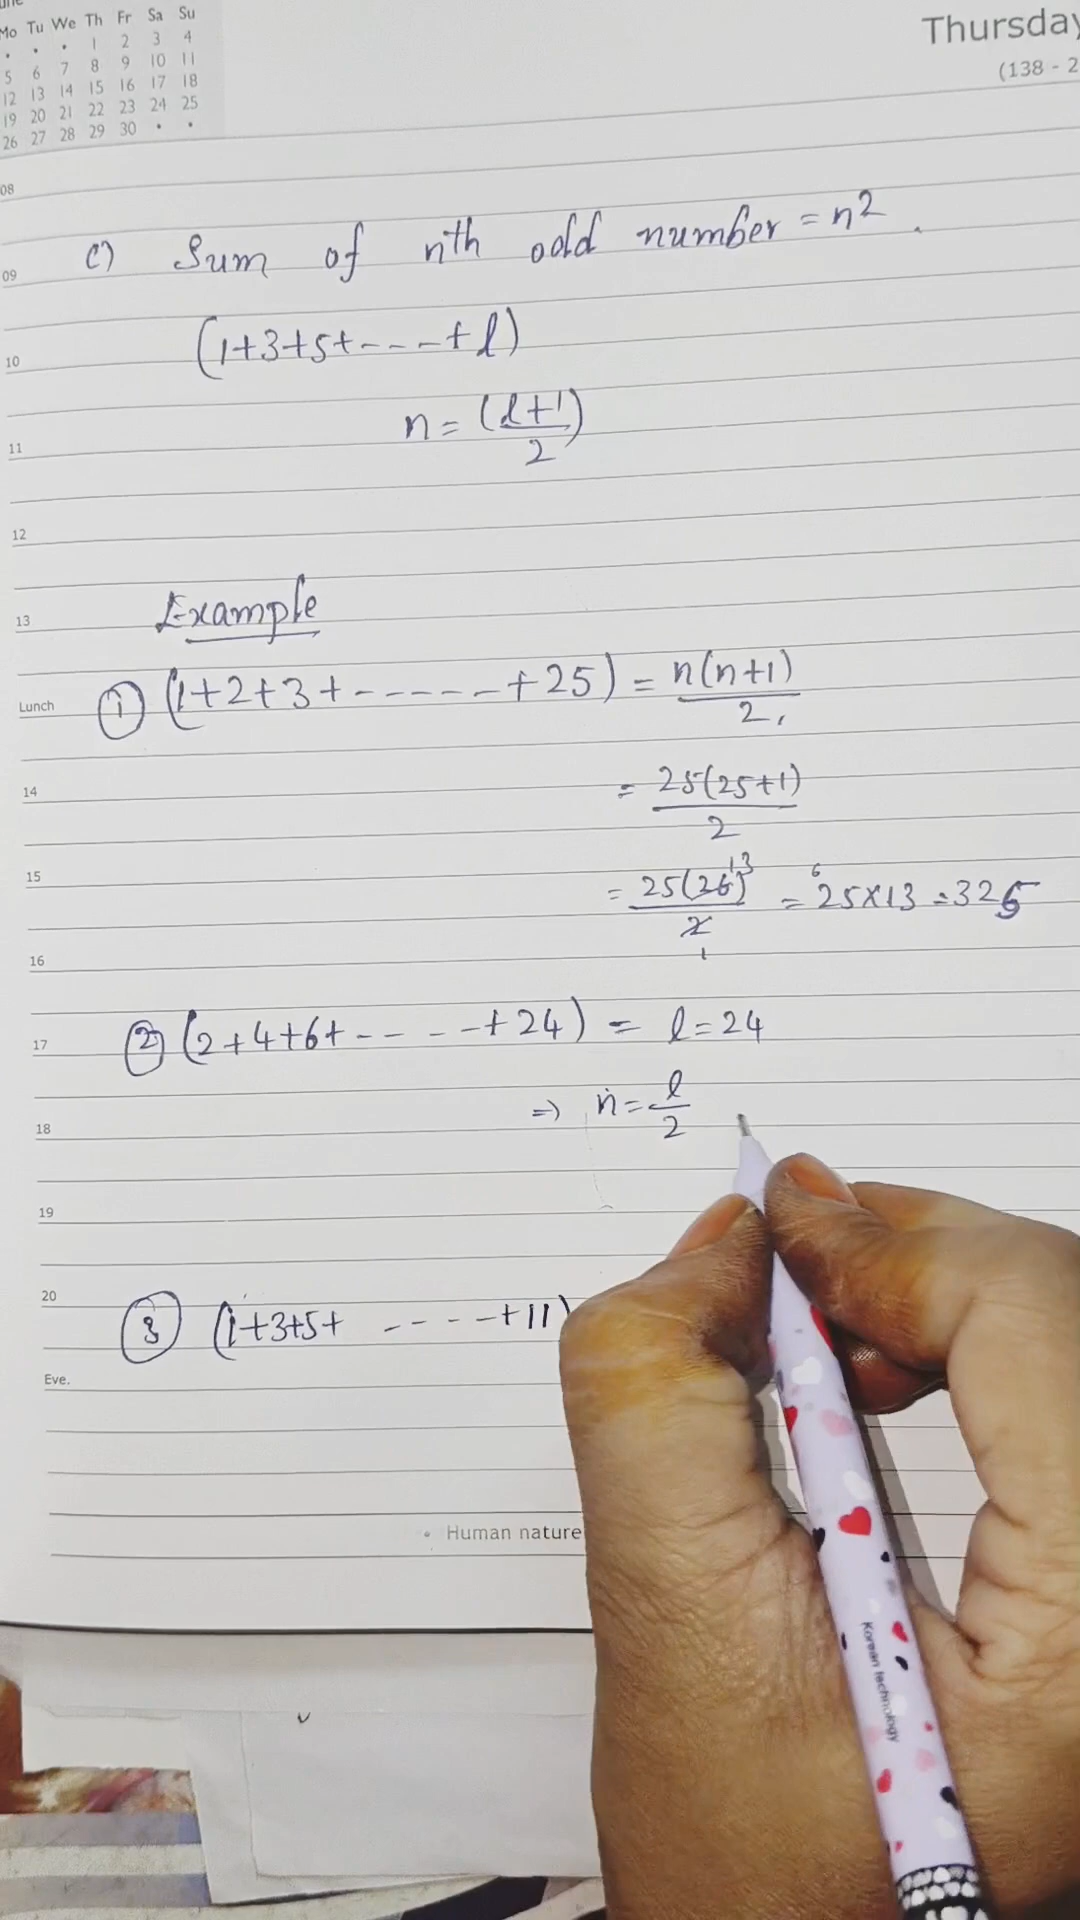 Mo Tu We Th Fr Sa Su
• • • 1 2 3 4
5 6 7 8 9 10 11
12 13 14 15 16 17 18
19 20 21 22 23 24 25
26 27 28 29 30 • •
Thursday
(138 - 2
08
c) Sum of nth odd number = n2.
09
(1+3+5+----+l)
10
n = (l+1)/2
11
12
Example
13
① (1+2+3+------+25) = n(n+1)/2
Lunch
= 25(25+1)/2
14
= 25(26)/2 = 25×13 = 325
13
6
1
15
16
② (2+4+6+-- --+24) = l=24
17
⇒ n = l/2
18
19
20
③ (1+3+5+ ----+11)
Eve.
• Human nature
Korean technology